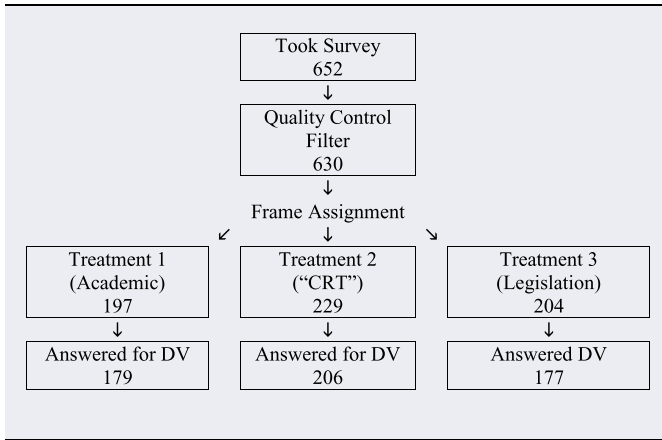 Took Survey
652
↓
Quality Control
Filter
630
↓
Frame Assignment
↙ ↓ ↘
Treatment 1
(Academic)
197
Treatment 2
(“CRT”)
229
Treatment 3
(Legislation)
204
↓ ↓ ↓
Answered for DV
179
Answered for DV
206
Answered DV
177